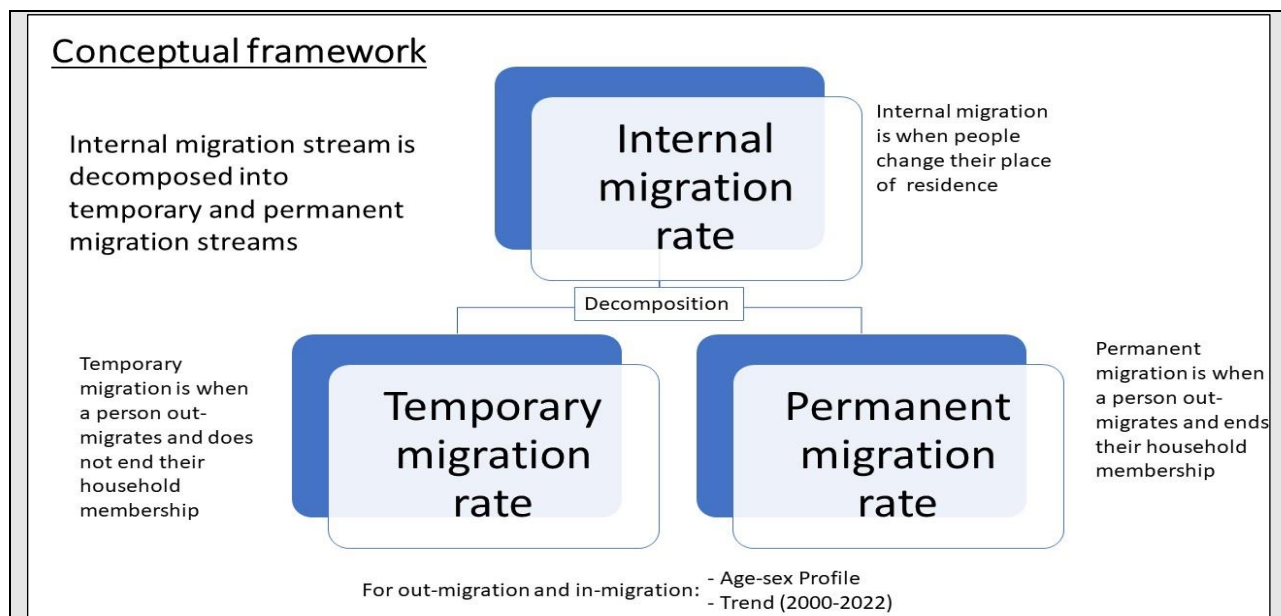 Conceptual framework
Internal migration stream is
decomposed into
temporary and permanent
migration streams
Internal
migration
rate
Internal migration
is when people
change their place
of residence
Decomposition
Temporary
migration is when
a person out-
migrates and does
not end their
household
membership
Temporary
migration
rate
Permanent
migration
rate
Permanent
migration is when
a person out-
migrates and ends
their household
membership
For out-migration and in-migration:
- Age-sex Profile
- Trend (2000-2022)